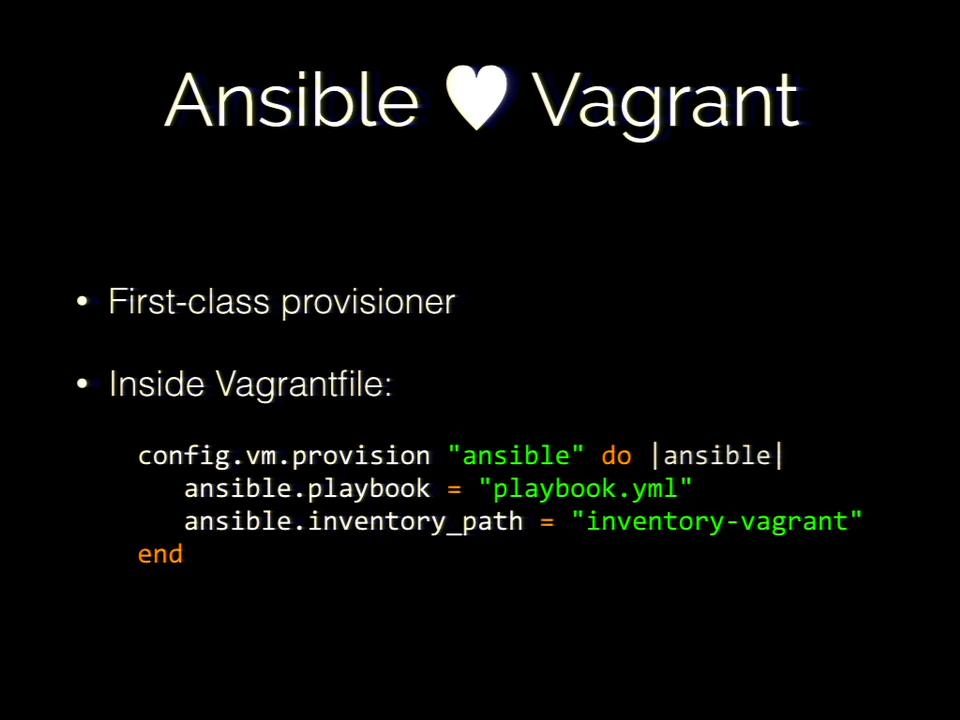 Ansible ♥ Vagrant
• First-class provisioner
• Inside Vagrantfile:
config.vm.provision "ansible" do |ansible|
ansible.playbook = "playbook.yml"
ansible.inventory_path = "inventory-vagrant"
end